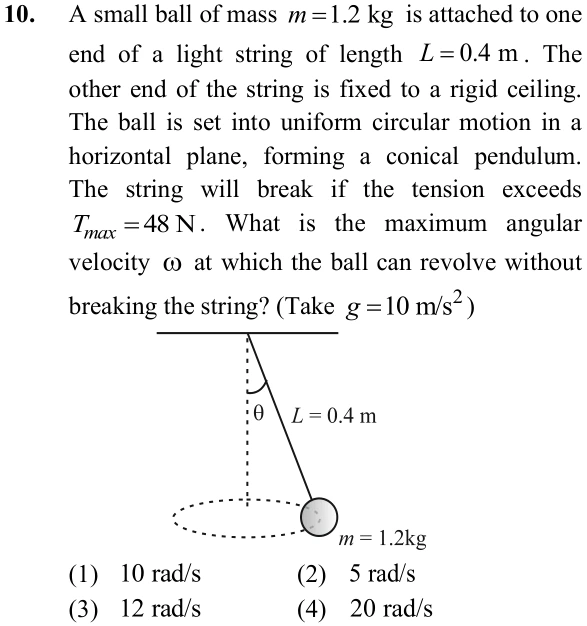 10. A small ball of mass m = 1.2 kg is attached to one
end of a light string of length L = 0.4 m. The
other end of the string is fixed to a rigid ceiling.
The ball is set into uniform circular motion in a
horizontal plane, forming a conical pendulum.
The string will break if the tension exceeds
T_max = 48 N. What is the maximum angular
velocity ω at which the ball can revolve without
breaking the string? (Take g = 10 m/s²)
θ L = 0.4 m
m = 1.2kg
(1) 10 rad/s (2) 5 rad/s
(3) 12 rad/s (4) 20 rad/s